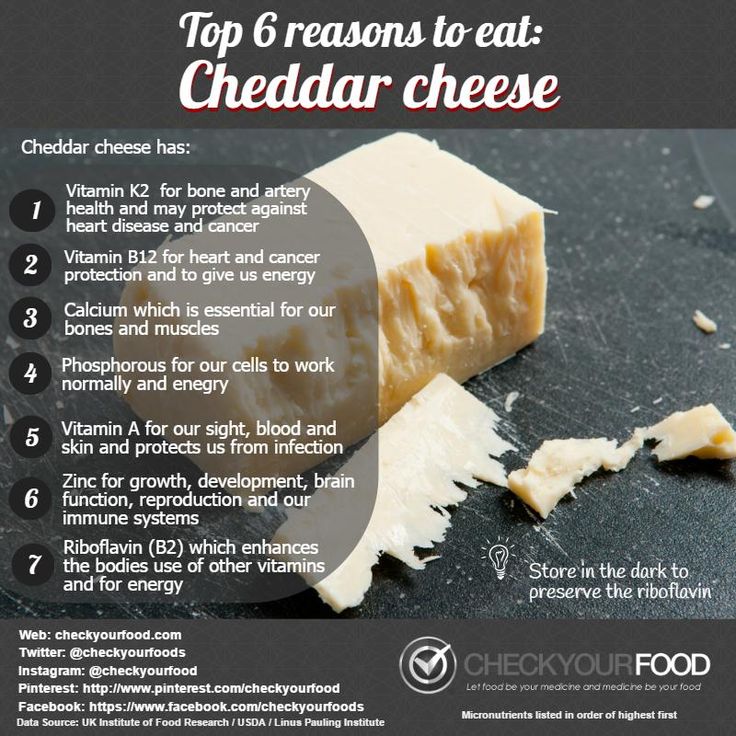 Top 6 reasons to eat:
Cheddar cheese
Cheddar cheese has:
1
Vitamin K2 for bone and artery
health and may protect against
heart disease and cancer
2
Vitamin B12 for heart and cancer
protection and to give us energy
3
Calcium which is essential for our
bones and muscles
4
Phosphorous for our cells to work
normally and enegry
5
Vitamin A for our sight, blood and
skin and protects us from infection
6
Zinc for growth, development, brain
function, reproduction and our
immune systems
7
Riboflavin (B2) which enhances
the bodies use of other vitamins
and for energy
Store in the dark to
preserve the riboflavin
Web: checkyourfood.com
Twitter: @checkyourfoods
Instagram: @checkyourfood
Pinterest: http://www.pinterest.com/checkyourfood
Facebook: https://www.facebook.com/checkyourfoods
Data Source: UK Institute of Food Research / USDA / Linus Pauling Institute
CHECKYOURFOOD
Let food be your medicine and medicine be your food
Micronutrients listed in order of highest first